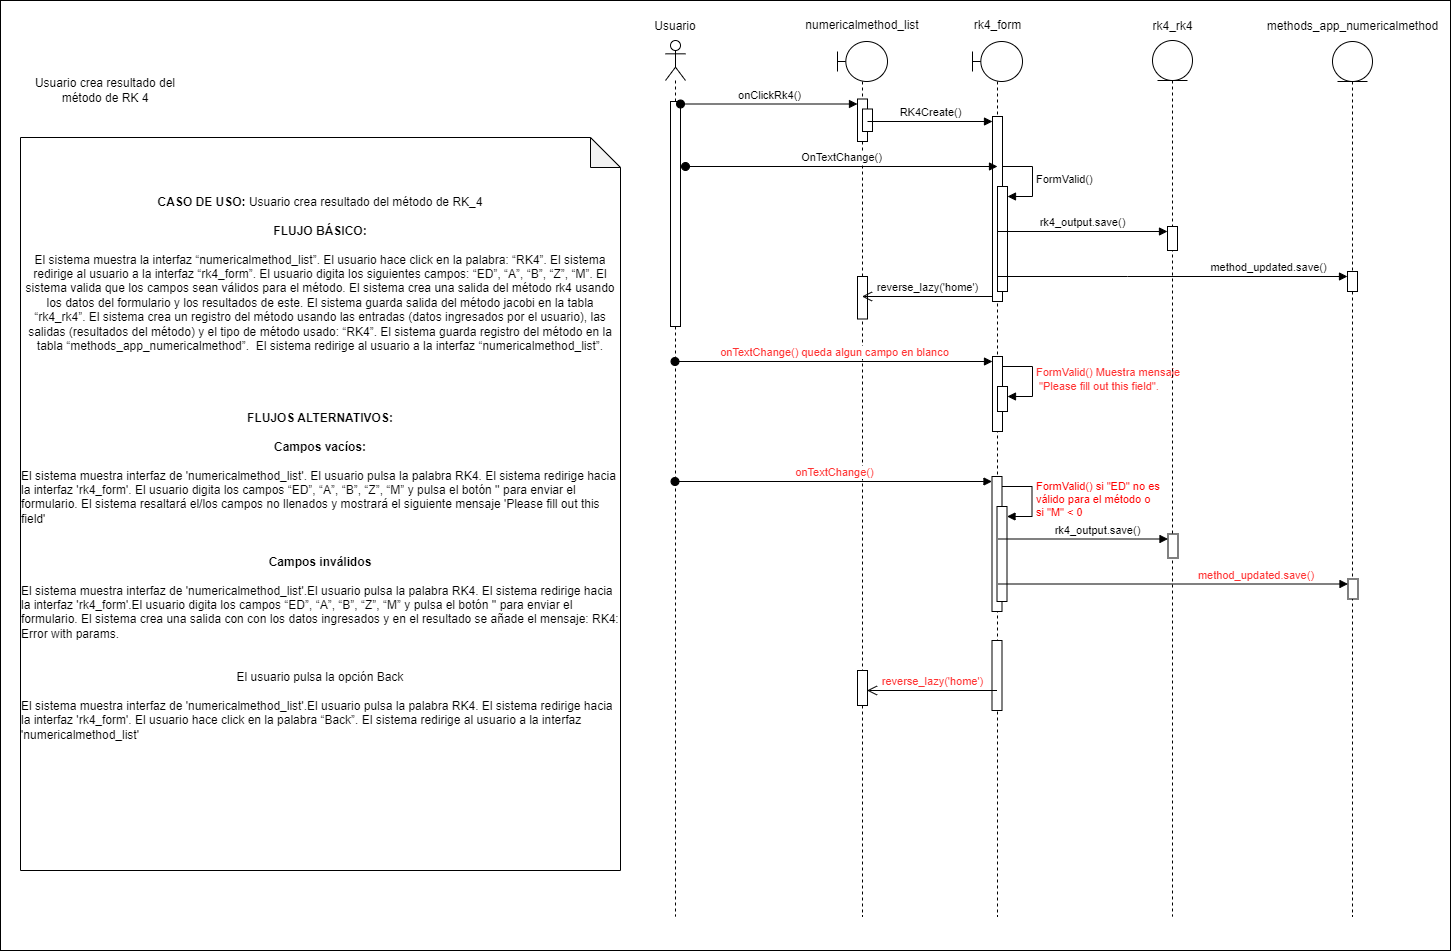 Usuario crea resultado del
método de RK 4
CASO DE USO: Usuario crea resultado del método de RK_4
FLUJO BÁSICO:
El sistema muestra la interfaz “numericalmethod_list”. El usuario hace click en la palabra: “RK4”. El sistema
redirige al usuario a la interfaz “rk4_form”. El usuario digita los siguientes campos: “ED”, “A”, “B”, “Z”, “M”. El
sistema valida que los campos sean válidos para el método. El sistema crea una salida del método rk4 usando
los datos del formulario y los resultados de este. El sistema guarda salida del método jacobi en la tabla
“rk4_rk4”. El sistema crea un registro del método usando las entradas (datos ingresados por el usuario), las
salidas (resultados del método) y el tipo de método usado: “RK4”. El sistema guarda registro del método en la
tabla “methods_app_numericalmethod”.  El sistema redirige al usuario a la interfaz “numericalmethod_list”.
FLUJOS ALTERNATIVOS:
Campos vacíos:
El sistema muestra interfaz de 'numericalmethod_list'. El usuario pulsa la palabra RK4. El sistema redirige hacia
la interfaz 'rk4_form'. El usuario digita los campos “ED”, “A”, “B”, “Z”, “M” y pulsa el botón '' para enviar el
formulario. El sistema resaltará el/los campos no llenados y mostrará el siguiente mensaje 'Please fill out this
field'
Campos inválidos
El sistema muestra interfaz de 'numericalmethod_list'.El usuario pulsa la palabra RK4. El sistema redirige hacia
la interfaz 'rk4_form'.El usuario digita los campos “ED”, “A”, “B”, “Z”, “M” y pulsa el botón '' para enviar el
formulario. El sistema crea una salida con con los datos ingresados y en el resultado se añade el mensaje: RK4:
Error with params.
El usuario pulsa la opción Back
El sistema muestra interfaz de 'numericalmethod_list'.El usuario pulsa la palabra RK4. El sistema redirige hacia
la interfaz 'rk4_form'. El usuario hace click en la palabra “Back”. El sistema redirige al usuario a la interfaz
'numericalmethod_list'
Usuario
numericalmethod_list
rk4_form
rk4_rk4
methods_app_numericalmethod
onClickRk4()
RK4Create()
OnTextChange()
FormValid()
rk4_output.save()
method_updated.save()
reverse_lazy('home')
onTextChange() queda algun campo en blanco
FormValid() Muestra mensaje
"Please fill out this field".
onTextChange()
FormValid() si "ED" no es
válido para el método o
si "M" < 0
rk4_output.save()
method_updated.save()
reverse_lazy('home')